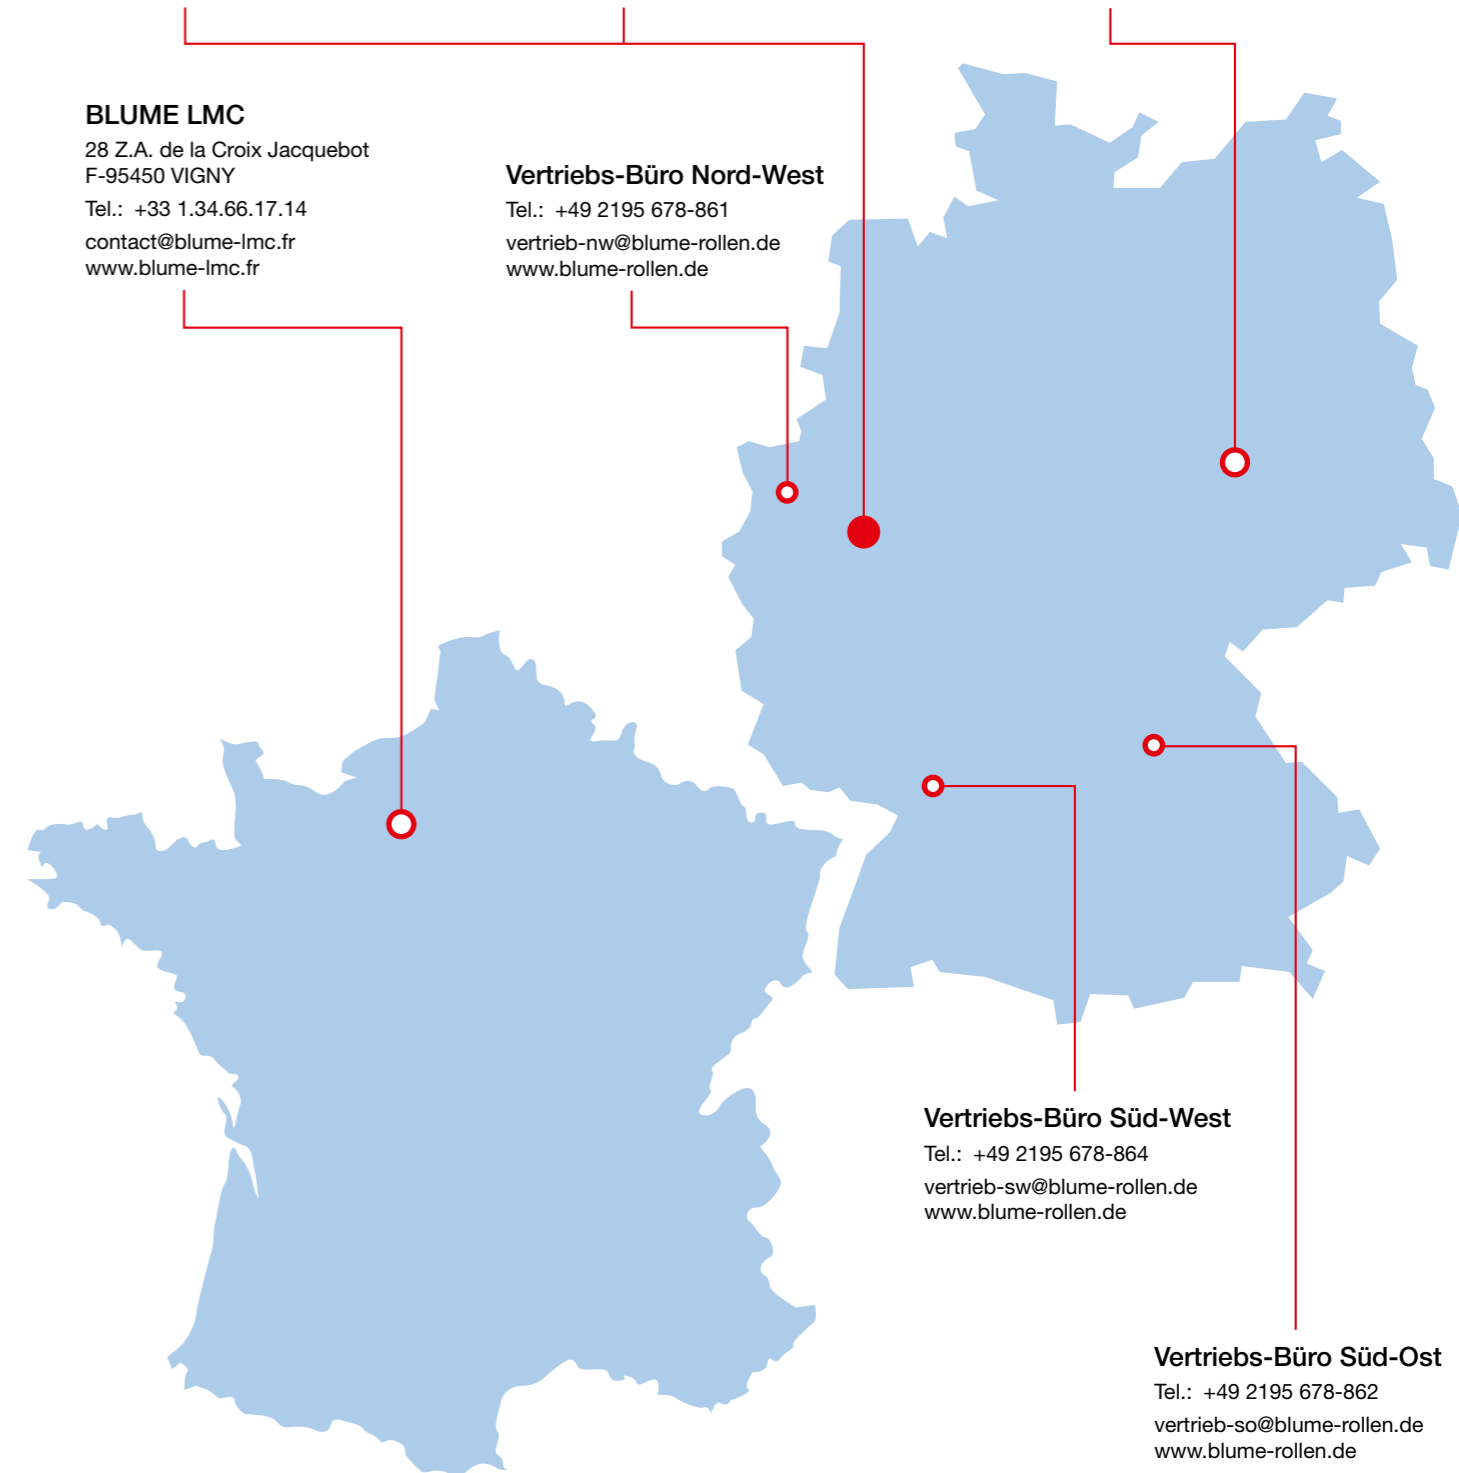 BLUME LMC
28 Z.A. de la Croix Jacquebot
F-95450 VIGNY
Tel.: +33 1.34.66.17.14
contact@blume-lmc.fr
www.blume-lmc.fr
Vertriebs-Büro Nord-West
Tel.: +49 2195 678-861
vertrieb-nw@blume-rollen.de
www.blume-rollen.de
Vertriebs-Büro Süd-West
Tel.: +49 2195 678-864
vertrieb-sw@blume-rollen.de
www.blume-rollen.de
Vertriebs-Büro Süd-Ost
Tel.: +49 2195 678-862
vertrieb-so@blume-rollen.de
www.blume-rollen.de